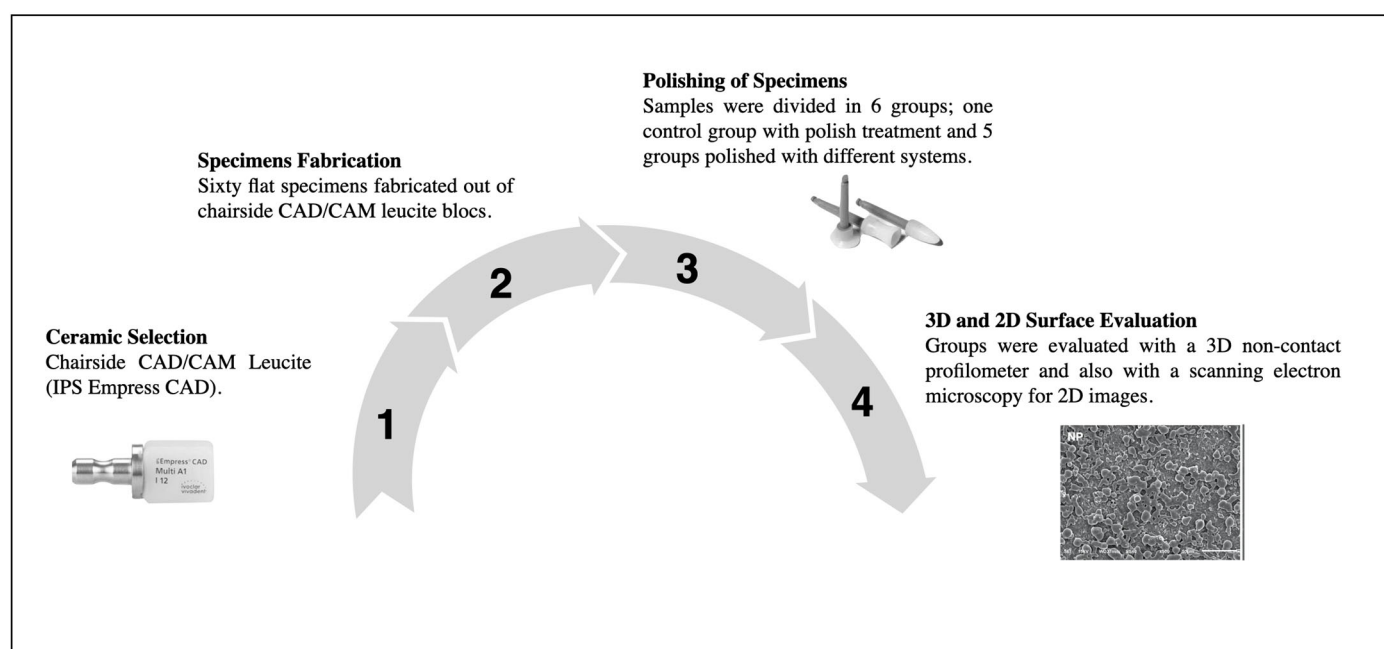 Ceramic Selection
Chairside CAD/CAM Leucite
(IPS Empress CAD).
Empress CAD
Multi A1
I 12
ivoclar
vivadent
1
Specimens Fabrication
Sixty flat specimens fabricated out of
chairside CAD/CAM leucite blocs.
2
Polishing of Specimens
Samples were divided in 6 groups; one
control group with polish treatment and 5
groups polished with different systems.
3
3D and 2D Surface Evaluation
Groups were evaluated with a 3D non-contact
profilometer and also with a scanning electron
microscopy for 2D images.
4
NP